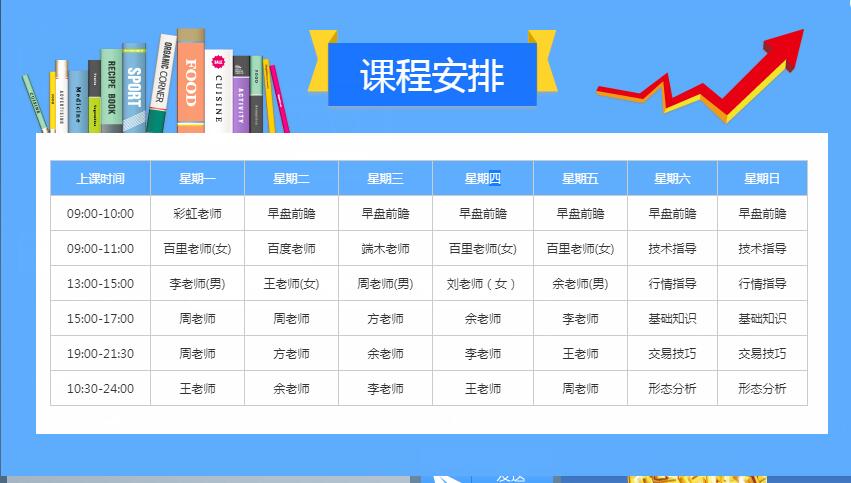 课程安排
CUISINE
FOOD
ADVERTISING
Medicine
RECIPE BOOK
SPORT
ORGANIC CORNER
FOOD
SALE
CUISINE
ACTIVITY
FOOD
上课时间 星期一 星期二 星期三 星期四 星期五 星期六 星期日
09:00-10:00 彩虹老师 早盘前瞻 早盘前瞻 早盘前瞻 早盘前瞻 早盘前瞻 早盘前瞻
09:00-11:00 百里老师(女) 百度老师 端木老师 百里老师(女) 百里老师(女) 技术指导 技术指导
13:00-15:00 李老师(男) 王老师(女) 周老师(男) 刘老师（女） 余老师(男) 行情指导 行情指导
15:00-17:00 周老师 周老师 方老师 余老师 李老师 基础知识 基础知识
19:00-21:30 周老师 方老师 余老师 李老师 王老师 交易技巧 交易技巧
10:30-24:00 王老师 余老师 李老师 王老师 周老师 形态分析 形态分析
发送